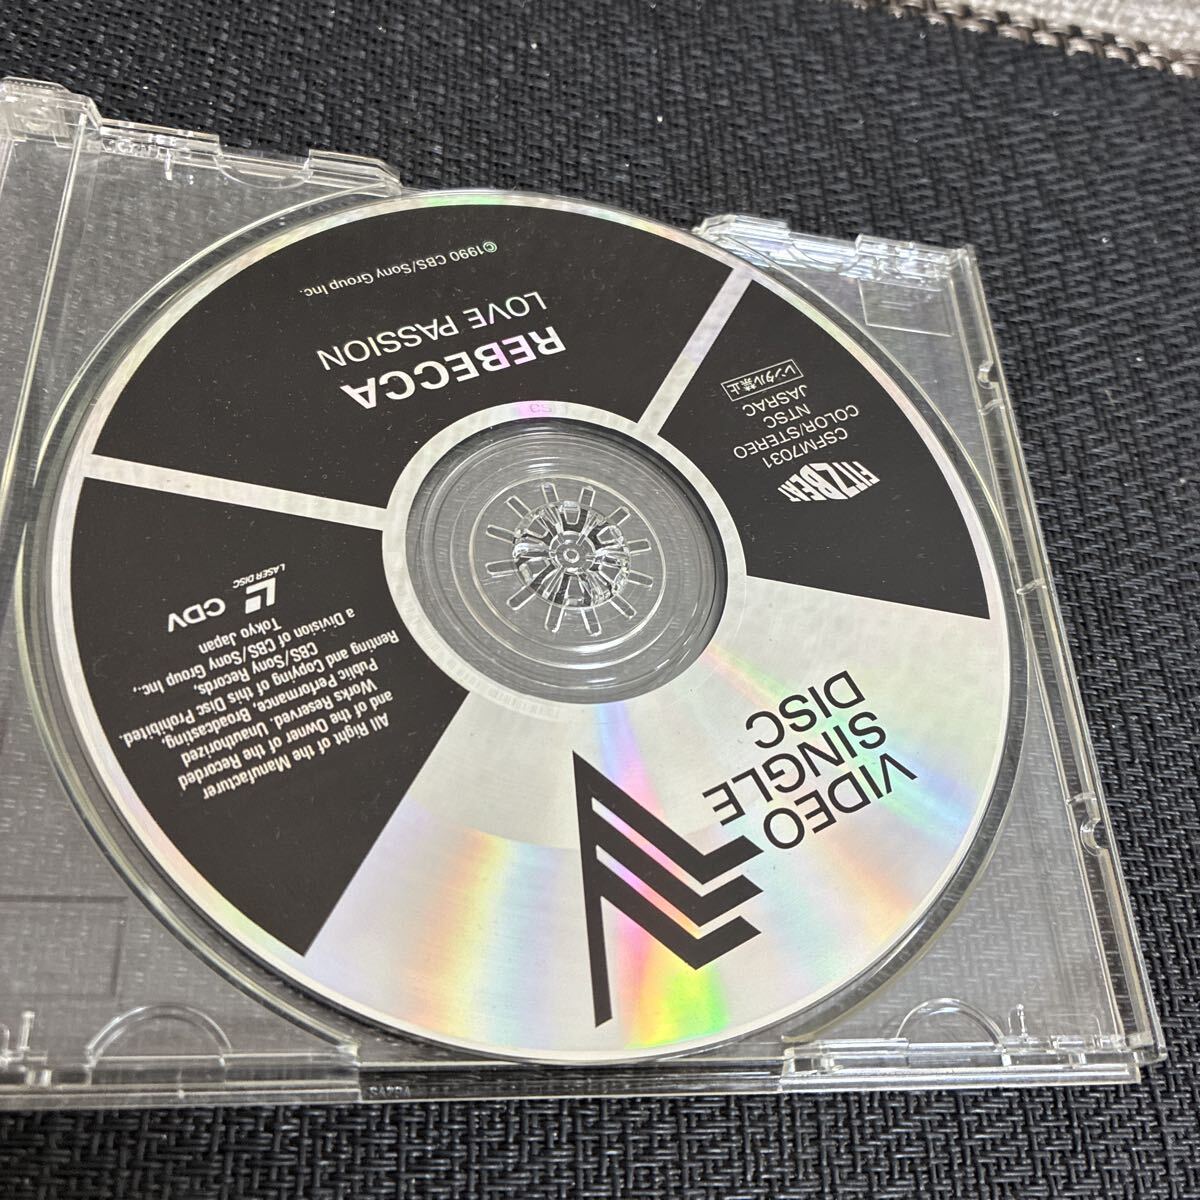 VIDEO
SINGLE
DISC
FITZBEAT
CSFM7031
COLOR/STEREO
NTSC
JASRAC
レンタル禁止
REBECCA
LOVE PASSION
©1990 CBS/Sony Group Inc.
LASER DISC
CDV
All Right of the Manufacturer
and of the Owner of the Recorded
Works Reserved. Unauthorized
Public Performance, Broadcasting,
Renting and Copying of this Disc Prohibited.
CBS/Sony Records,
a Division of CBS/Sony Group Inc.,
Tokyo Japan